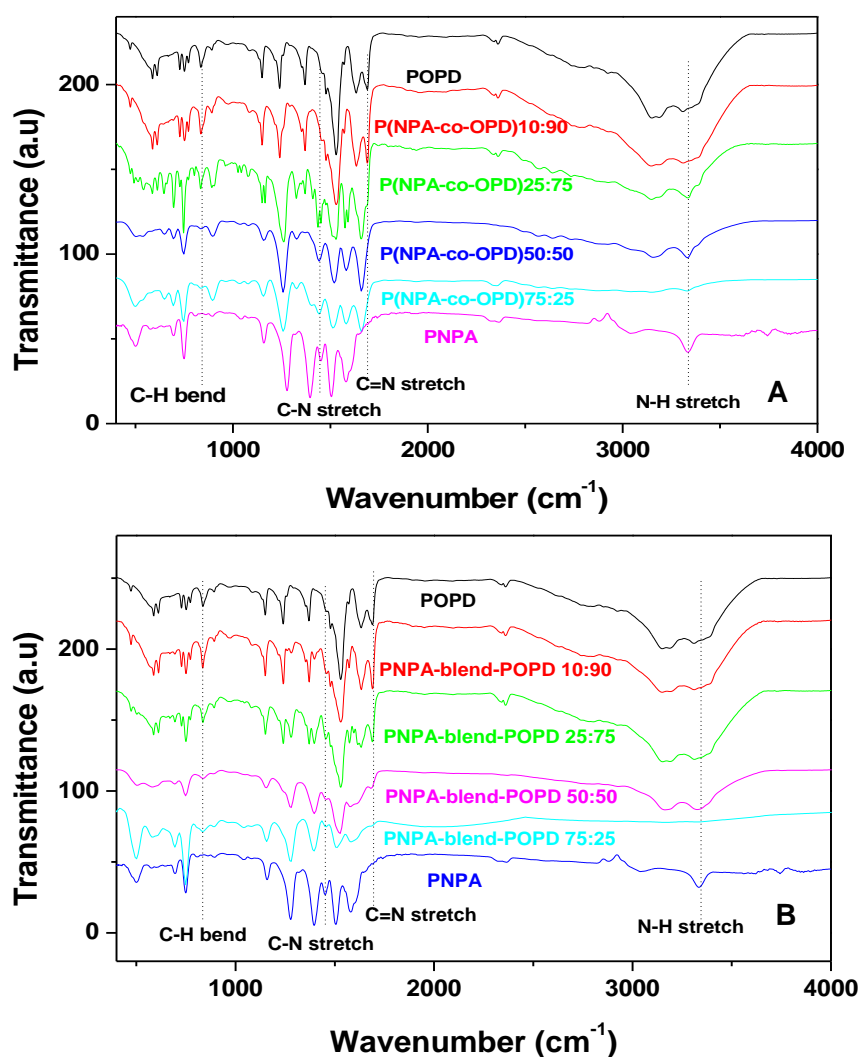 POPD
200
P(NPA-co-OPD)10:90
P(NPA-co-OPD)25:75
100
P(NPA-co-OPD)50:50
P(NPA-co-OPD)75:25
PNPA
C=N stretch
C-H bend
C-N stretch
N-H stretch
A
0
1000 2000 3000 4000
Transmittance (a.u)
Wavenumber (cm⁻¹)
POPD
200
PNPA-blend-POPD 10:90
PNPA-blend-POPD 25:75
100
PNPA-blend-POPD 50:50
PNPA-blend-POPD 75:25
PNPA
C=N stretch
C-H bend
C-N stretch
N-H stretch
B
0
1000 2000 3000 4000
Transmittance (a.u)
Wavenumber (cm⁻¹)